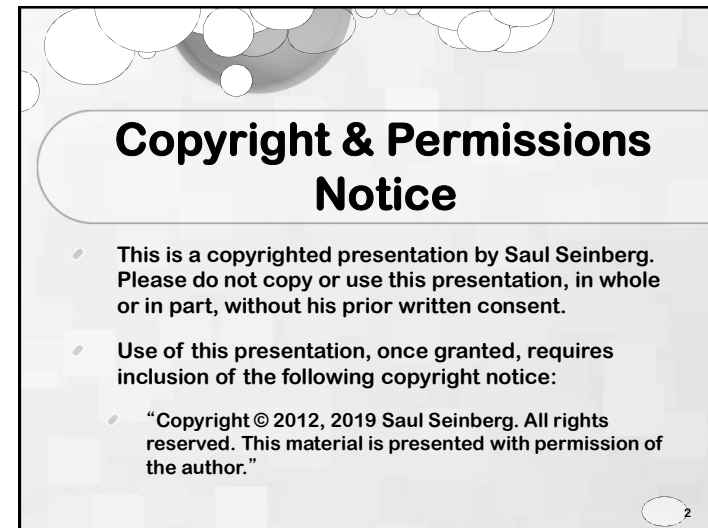 Copyright & Permissions
Notice
This is a copyrighted presentation by Saul Seinberg.
Please do not copy or use this presentation, in whole
or in part, without his prior written consent.
Use of this presentation, once granted, requires
inclusion of the following copyright notice:
“Copyright © 2012, 2019 Saul Seinberg. All rights
reserved. This material is presented with permission of
the author.”
2